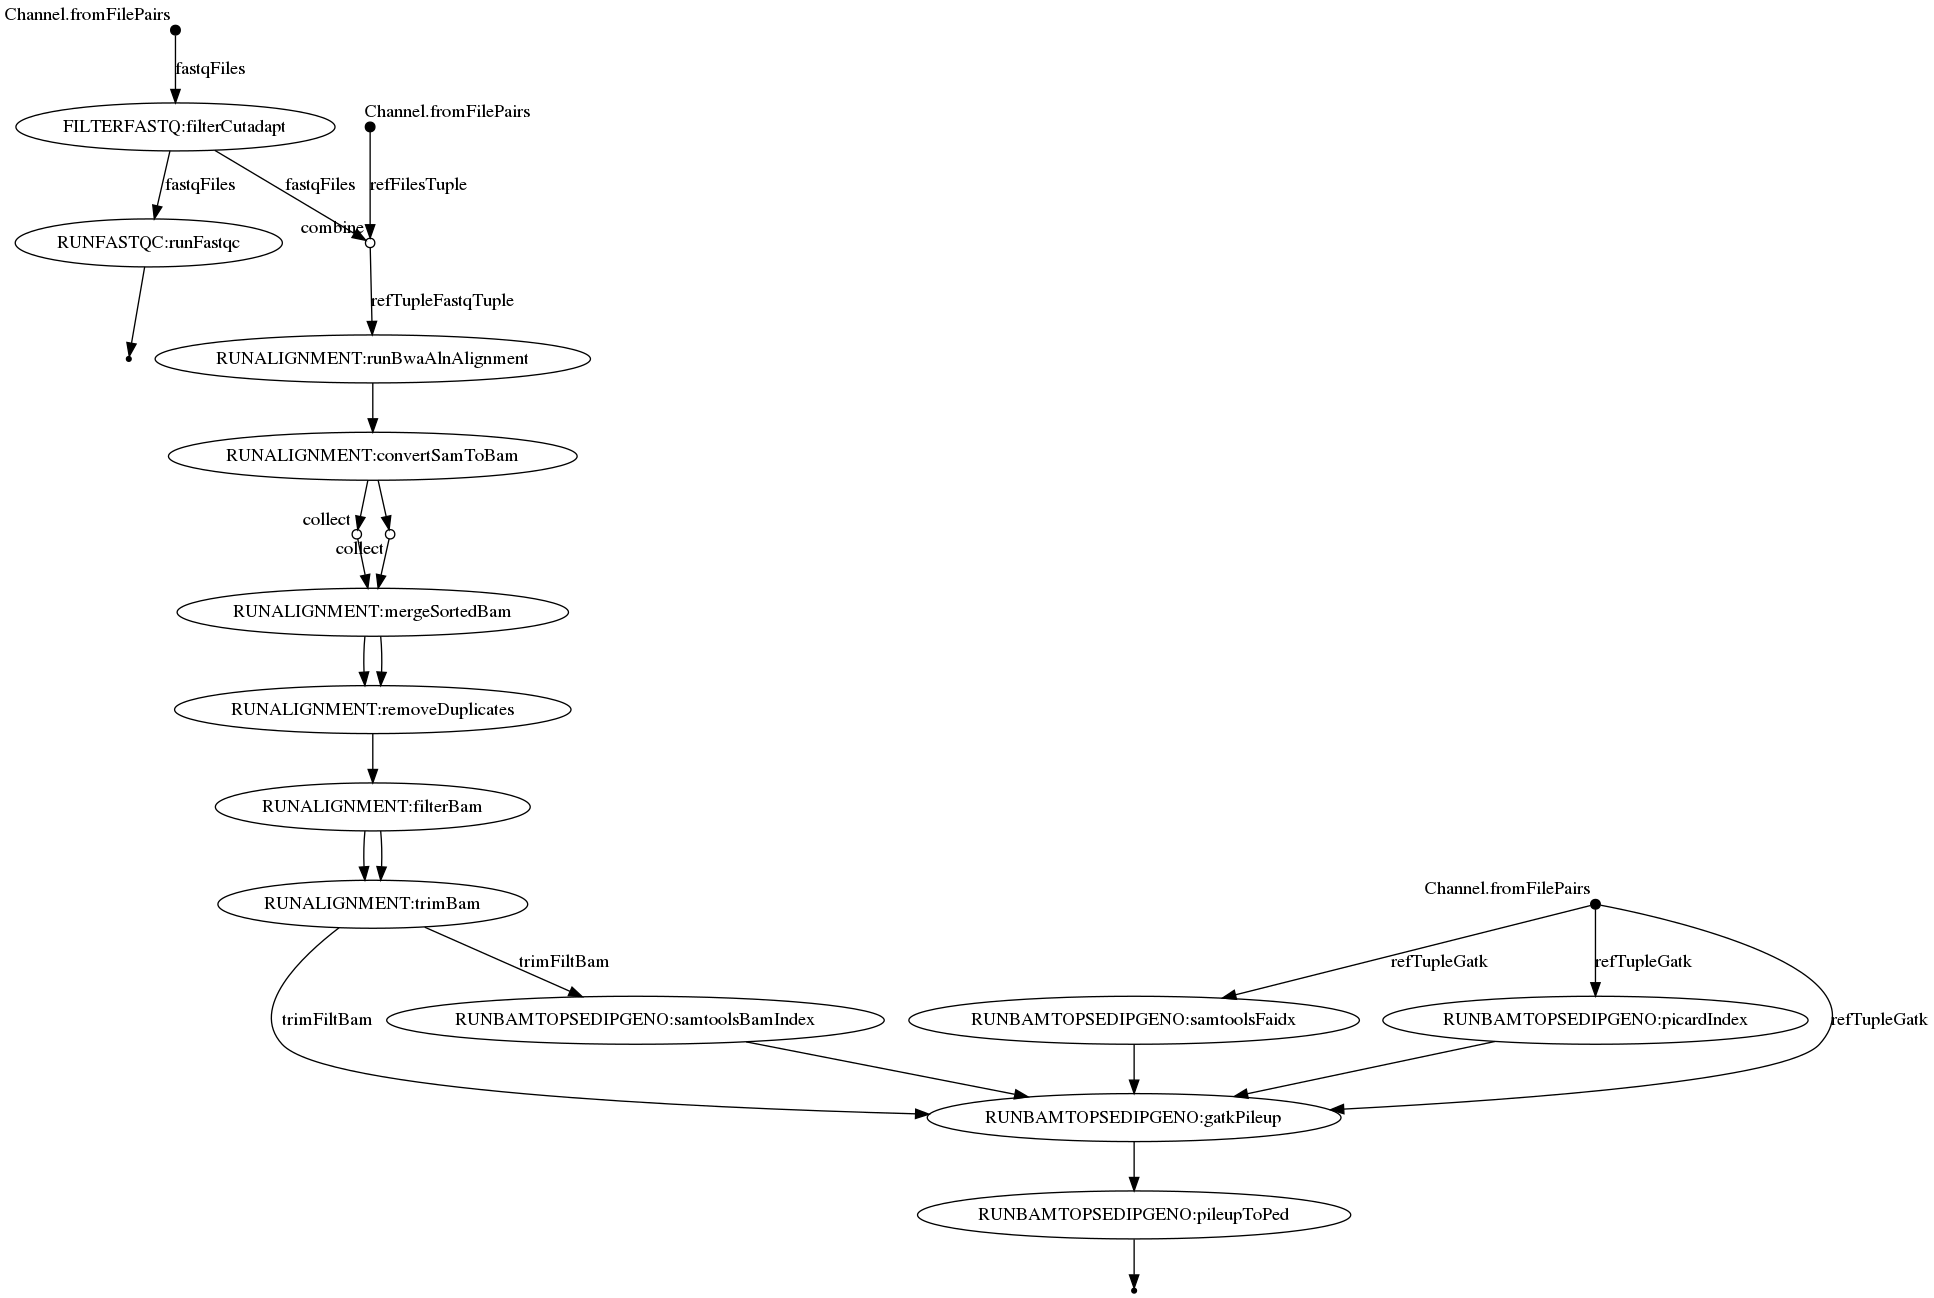 Channel.fromFilePairs
fastqFiles
Channel.fromFilePairs
FILTERFASTQ:filterCutadapt
fastqFiles
fastqFiles
refFilesTuple
combine
RUNFASTQC:runFastqc
refTupleFastqTuple
RUNALIGNMENT:runBwaAlnAlignment
RUNALIGNMENT:convertSamToBam
collect
collect
RUNALIGNMENT:mergeSortedBam
RUNALIGNMENT:removeDuplicates
RUNALIGNMENT:filterBam
Channel.fromFilePairs
RUNALIGNMENT:trimBam
trimFiltBam
refTupleGatk
refTupleGatk
trimFiltBam
RUNBAMTOPSEDIPGENO:samtoolsBamIndex
RUNBAMTOPSEDIPGENO:samtoolsFaidx
RUNBAMTOPSEDIPGENO:picardIndex
refTupleGatk
RUNBAMTOPSEDIPGENO:gatkPileup
RUNBAMTOPSEDIPGENO:pileupToPed